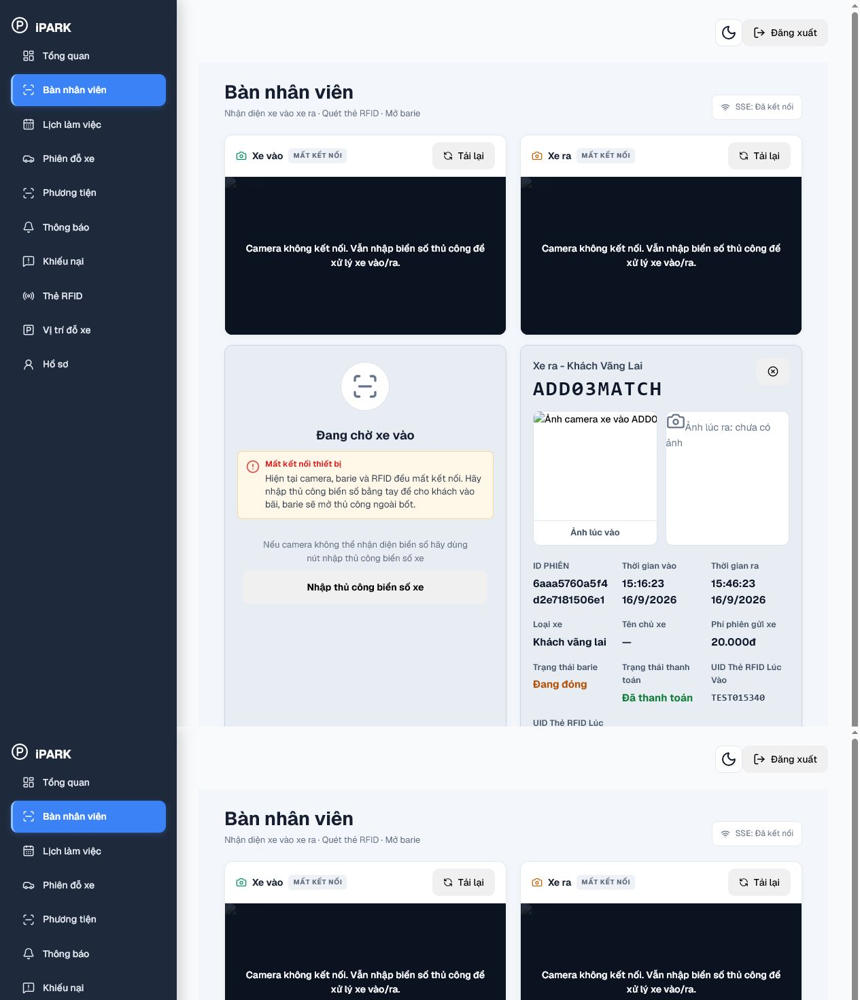 iPARK
Tổng quan
Bàn nhân viên
Lịch làm việc
Phiên đỗ xe
Phương tiện
Thông báo
Khiếu nại
Thẻ RFID
Vị trí đỗ xe
Hồ sơ
Đăng xuất
Bàn nhân viên
Nhận diện xe vào xe ra · Quét thẻ RFID · Mở barie
SSE: Đã kết nối
Xe vào MẤT KẾT NỐI Tải lại
Camera không kết nối. Vẫn nhập biển số thủ công để
xử lý xe vào/ra.
Xe ra MẤT KẾT NỐI Tải lại
Camera không kết nối. Vẫn nhập biển số thủ công để
xử lý xe vào/ra.
Đang chờ xe vào
Mất kết nối thiết bị
Hiện tại camera, barie và RFID đều mất kết nối. Hãy
nhập thủ công biển số bằng tay để cho khách vào
bãi, barie sẽ mở thủ công ngoài bốt.
Nếu camera không thể nhận diện biển số hãy dùng
nút nhập thủ công biển số xe
Nhập thủ công biển số xe
Xe ra - Khách Vãng Lai
ADD03MATCH
Ảnh camera xe vào ADD0
Ảnh lúc vào
Ảnh lúc ra: chưa có
ảnh
ID PHIÊN
6aaa5760a5f4
d2e7181506e1
Thời gian vào
15:16:23
16/9/2026
Thời gian ra
15:46:23
16/9/2026
Loại xe
Khách vãng lai
Tên chủ xe
—
Phí phiên gửi xe
20.000đ
Trạng thái barie
Đang đóng
Trạng thái thanh
toán
Đã thanh toán
UID Thẻ RFID Lúc
Vào
TEST015340
UID Thẻ RFID Lúc
iPARK
Tổng quan
Bàn nhân viên
Lịch làm việc
Phiên đỗ xe
Phương tiện
Thông báo
Khiếu nại
Đăng xuất
Bàn nhân viên
Nhận diện xe vào xe ra · Quét thẻ RFID · Mở barie
SSE: Đã kết nối
Xe vào MẤT KẾT NỐI Tải lại
Camera không kết nối. Vẫn nhập biển số thủ công để
xử lý xe vào/ra.
Xe ra MẤT KẾT NỐI Tải lại
Camera không kết nối. Vẫn nhập biển số thủ công để
xử lý xe vào/ra.